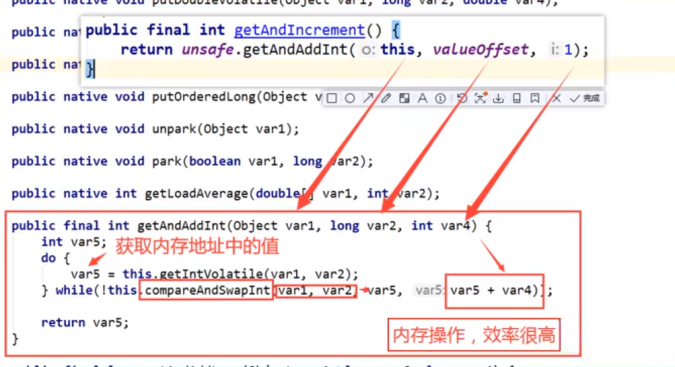 public native void putDoubleVolatile(Object var1, long var2, double var4);
public final int getAndIncrement() {
return unsafe.getAndAddInt( o: this, valueOffset, i: 1);
}
public nat
public nat
public native void putOrderedLong(Object v
完成
public native void unpark(Object var1);
public native void park(boolean var1, long var2);
public native int getLoadAverage(double[] var1, int var2);
public final int getAndAddInt(Object var1, long var2, int var4) {
int var5;
获取内存地址中的值
do {
var5 = this.getIntVolatile(var1, var2);
} while(!this.compareAndSwapInt(var1, var2, var5, var5: var5 + var4));
return var5;
内存操作，效率很高
}